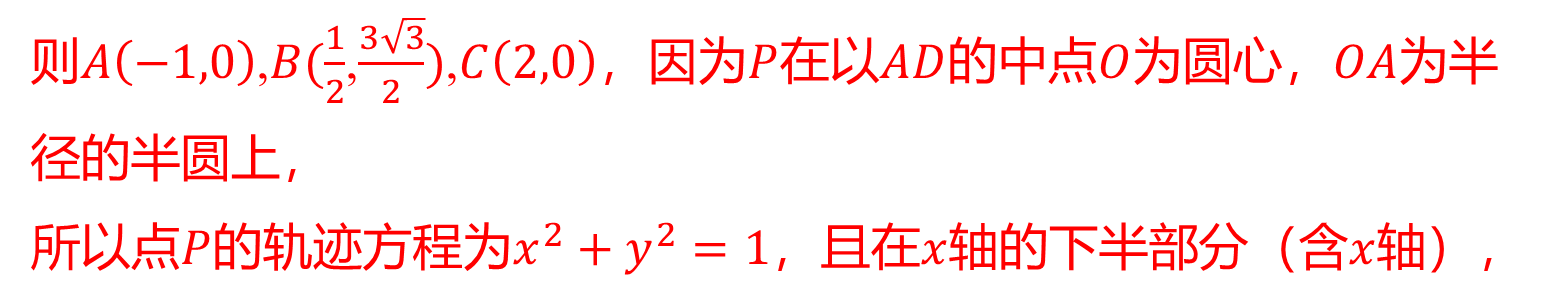 则A(−1,0),B(\frac{1}{2},\frac{3\sqrt{3}}{2}),C(2,0)，因为P在以AD的中点O为圆心，OA为半
径的半圆上，
所以点P的轨迹方程为x² + y² = 1，且在x轴的下半部分（含x轴）,